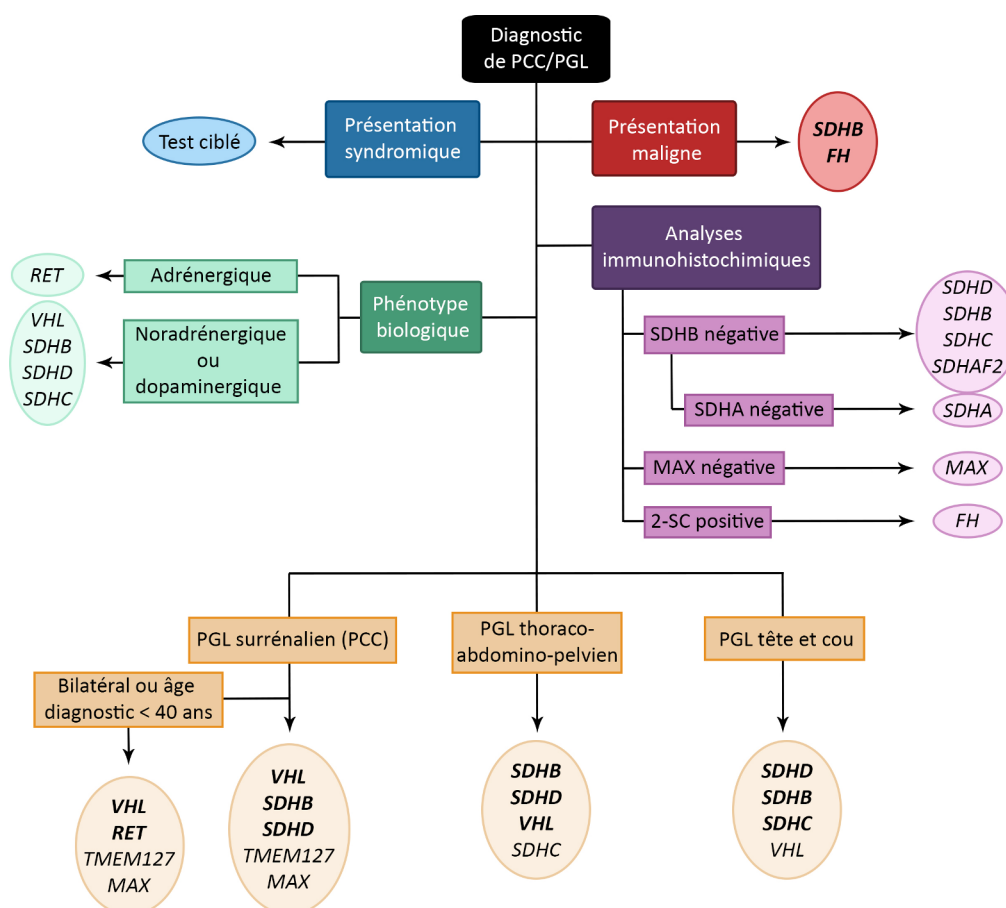 Diagnostic
de PCC/PGL
Test ciblé
Présentation
syndromique
Présentation
maligne
SDHB
FH
Analyses
immunohistochimiques
RET
Adrénergique
Phénotype
biologique
VHL
SDHB
SDHD
SDHC
Noradrénergique
ou
dopaminergique
SDHB négative
SDHD
SDHB
SDHC
SDHAF2
SDHA négative
SDHA
MAX négative
MAX
2-SC positive
FH
PGL surrénalien (PCC)
PGL thoraco-
abdomino-pelvien
PGL tête et cou
Bilatéral ou âge
diagnostic < 40 ans
VHL
RET
TMEM127
MAX
VHL
SDHB
SDHD
TMEM127
MAX
SDHB
SDHD
VHL
SDHC
SDHD
SDHB
SDHC
VHL